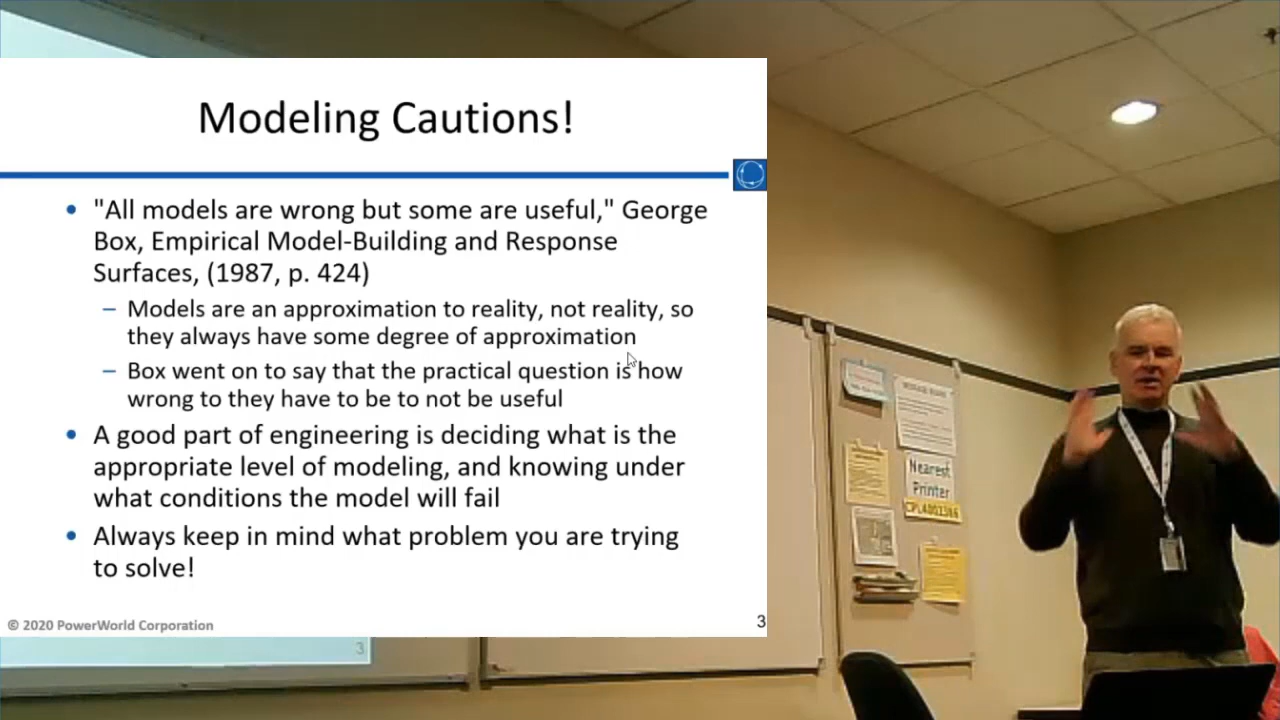 Modeling Cautions!
• "All models are wrong but some are useful," George
Box, Empirical Model-Building and Response
Surfaces, (1987, p. 424)
– Models are an approximation to reality, not reality, so
they always have some degree of approximation
– Box went on to say that the practical question is how
wrong to they have to be to not be useful
• A good part of engineering is deciding what is the
appropriate level of modeling, and knowing under
what conditions the model will fail
• Always keep in mind what problem you are trying
to solve!
© 2020 PowerWorld Corporation
3
3
Nearest
Printer